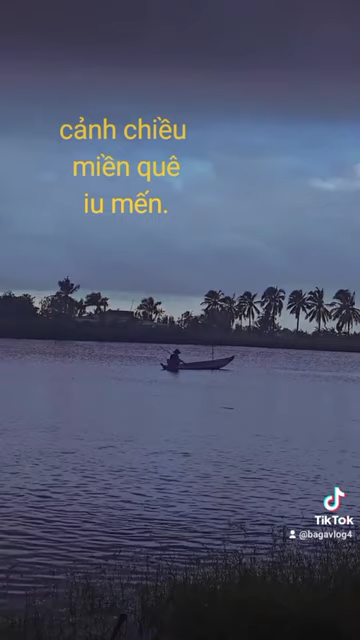 cảnh chiều
miền quê
iu mến.
TikTok
@bagavlog4